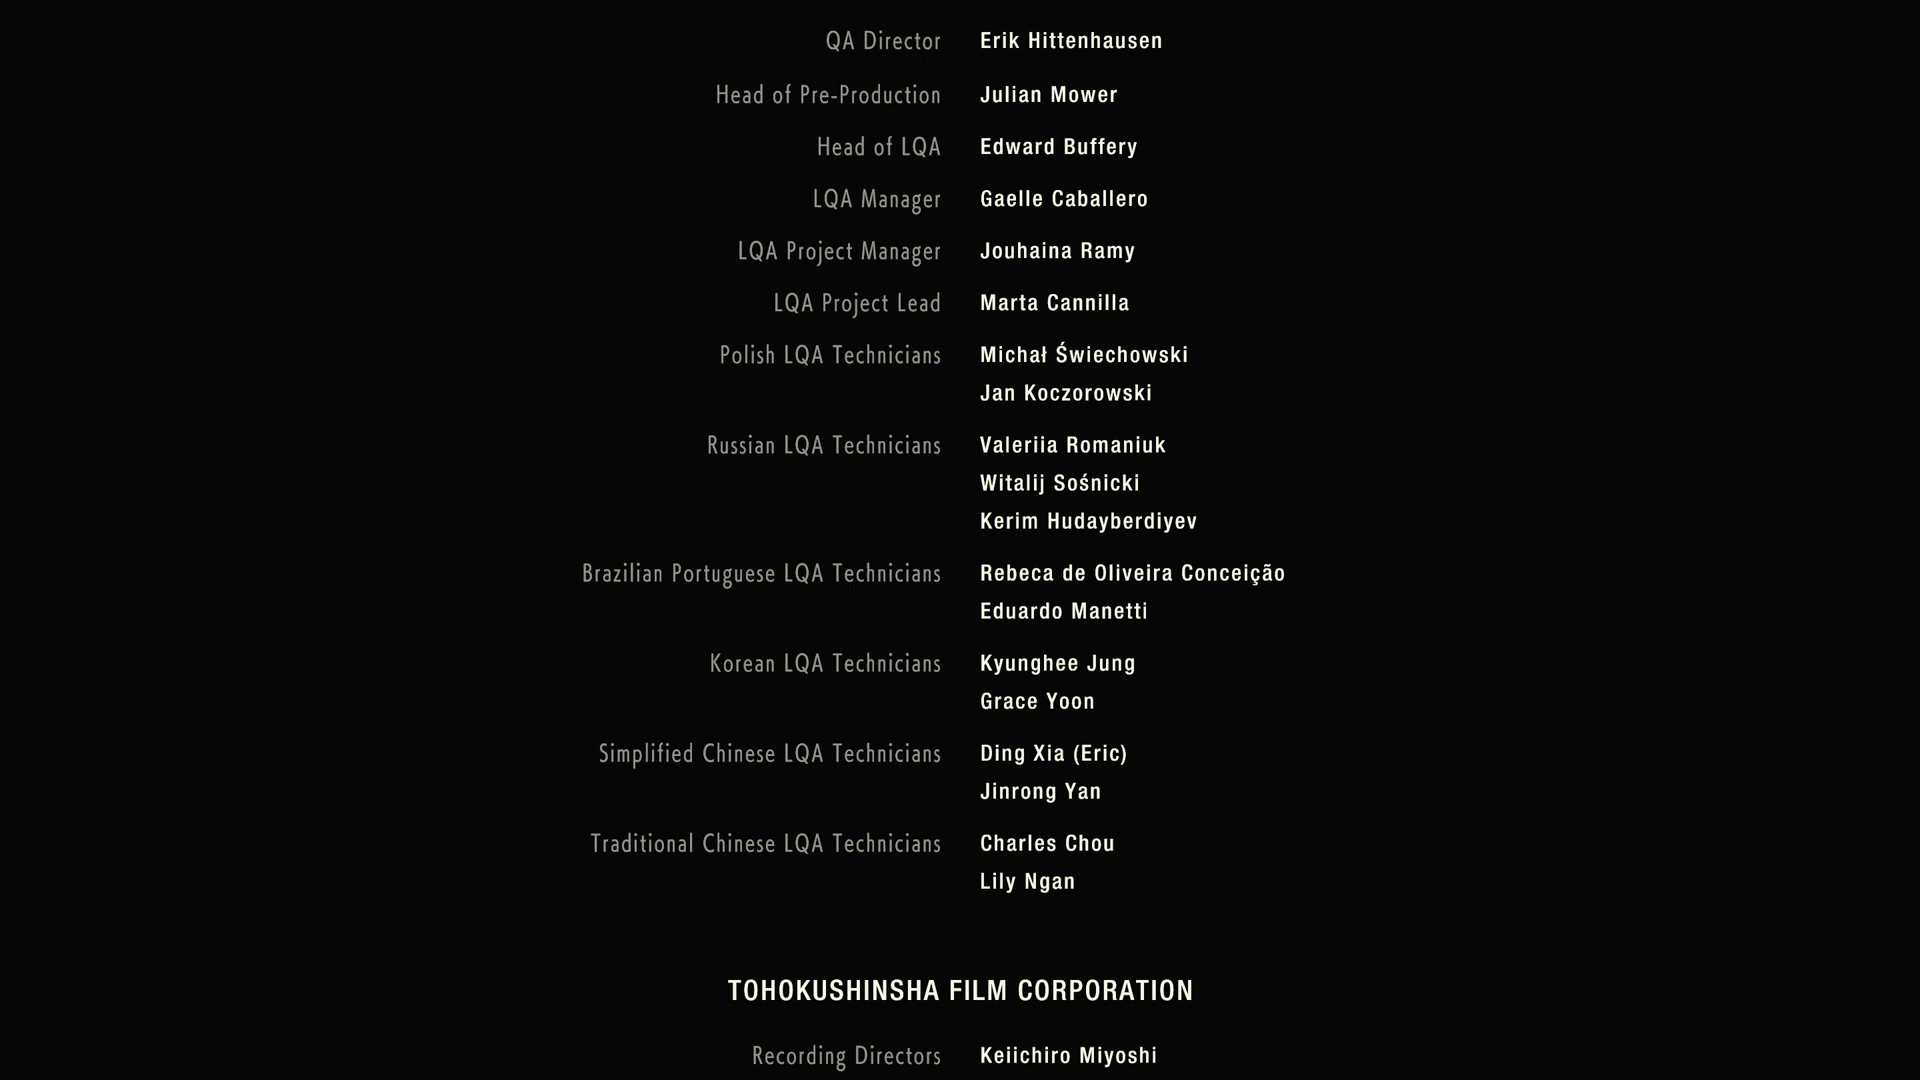 QA Director Erik Hittenhausen
Head of Pre-Production Julian Mower
Head of LQA Edward Buffery
LQA Manager Gaelle Caballero
LQA Project Manager Jouhaina Ramy
LQA Project Lead Marta Cannilla
Polish LQA Technicians Michał Świechowski
Jan Koczorowski
Russian LQA Technicians Valeriia Romaniuk
Witalij Sośnicki
Kerim Hudayberdiyev
Brazilian Portuguese LQA Technicians Rebeca de Oliveira Conceição
Eduardo Manetti
Korean LQA Technicians Kyunghee Jung
Grace Yoon
Simplified Chinese LQA Technicians Ding Xia (Eric)
Jinrong Yan
Traditional Chinese LQA Technicians Charles Chou
Lily Ngan
TOHOKUSHINSHA FILM CORPORATION
Recording Directors Keiichiro Miyoshi